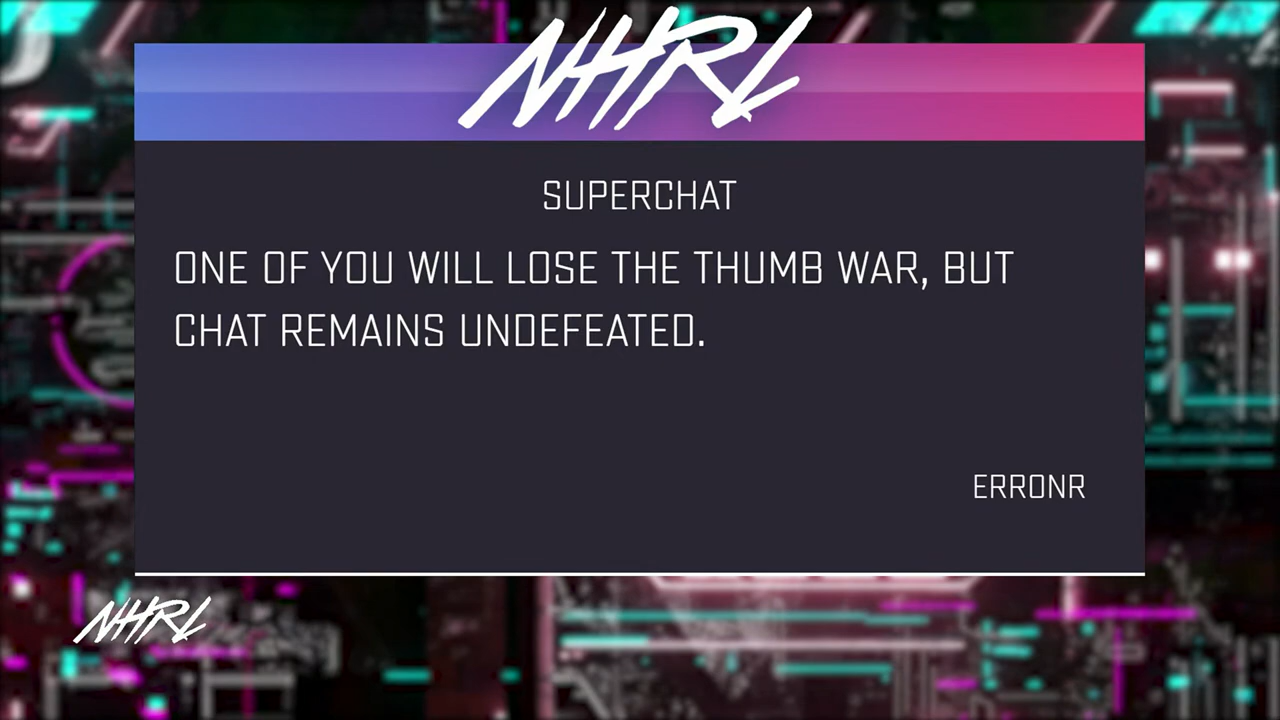 NHRL
SUPERCHAT
ONE OF YOU WILL LOSE THE THUMB WAR, BUT
CHAT REMAINS UNDEFEATED.
ERRONR
NHRL